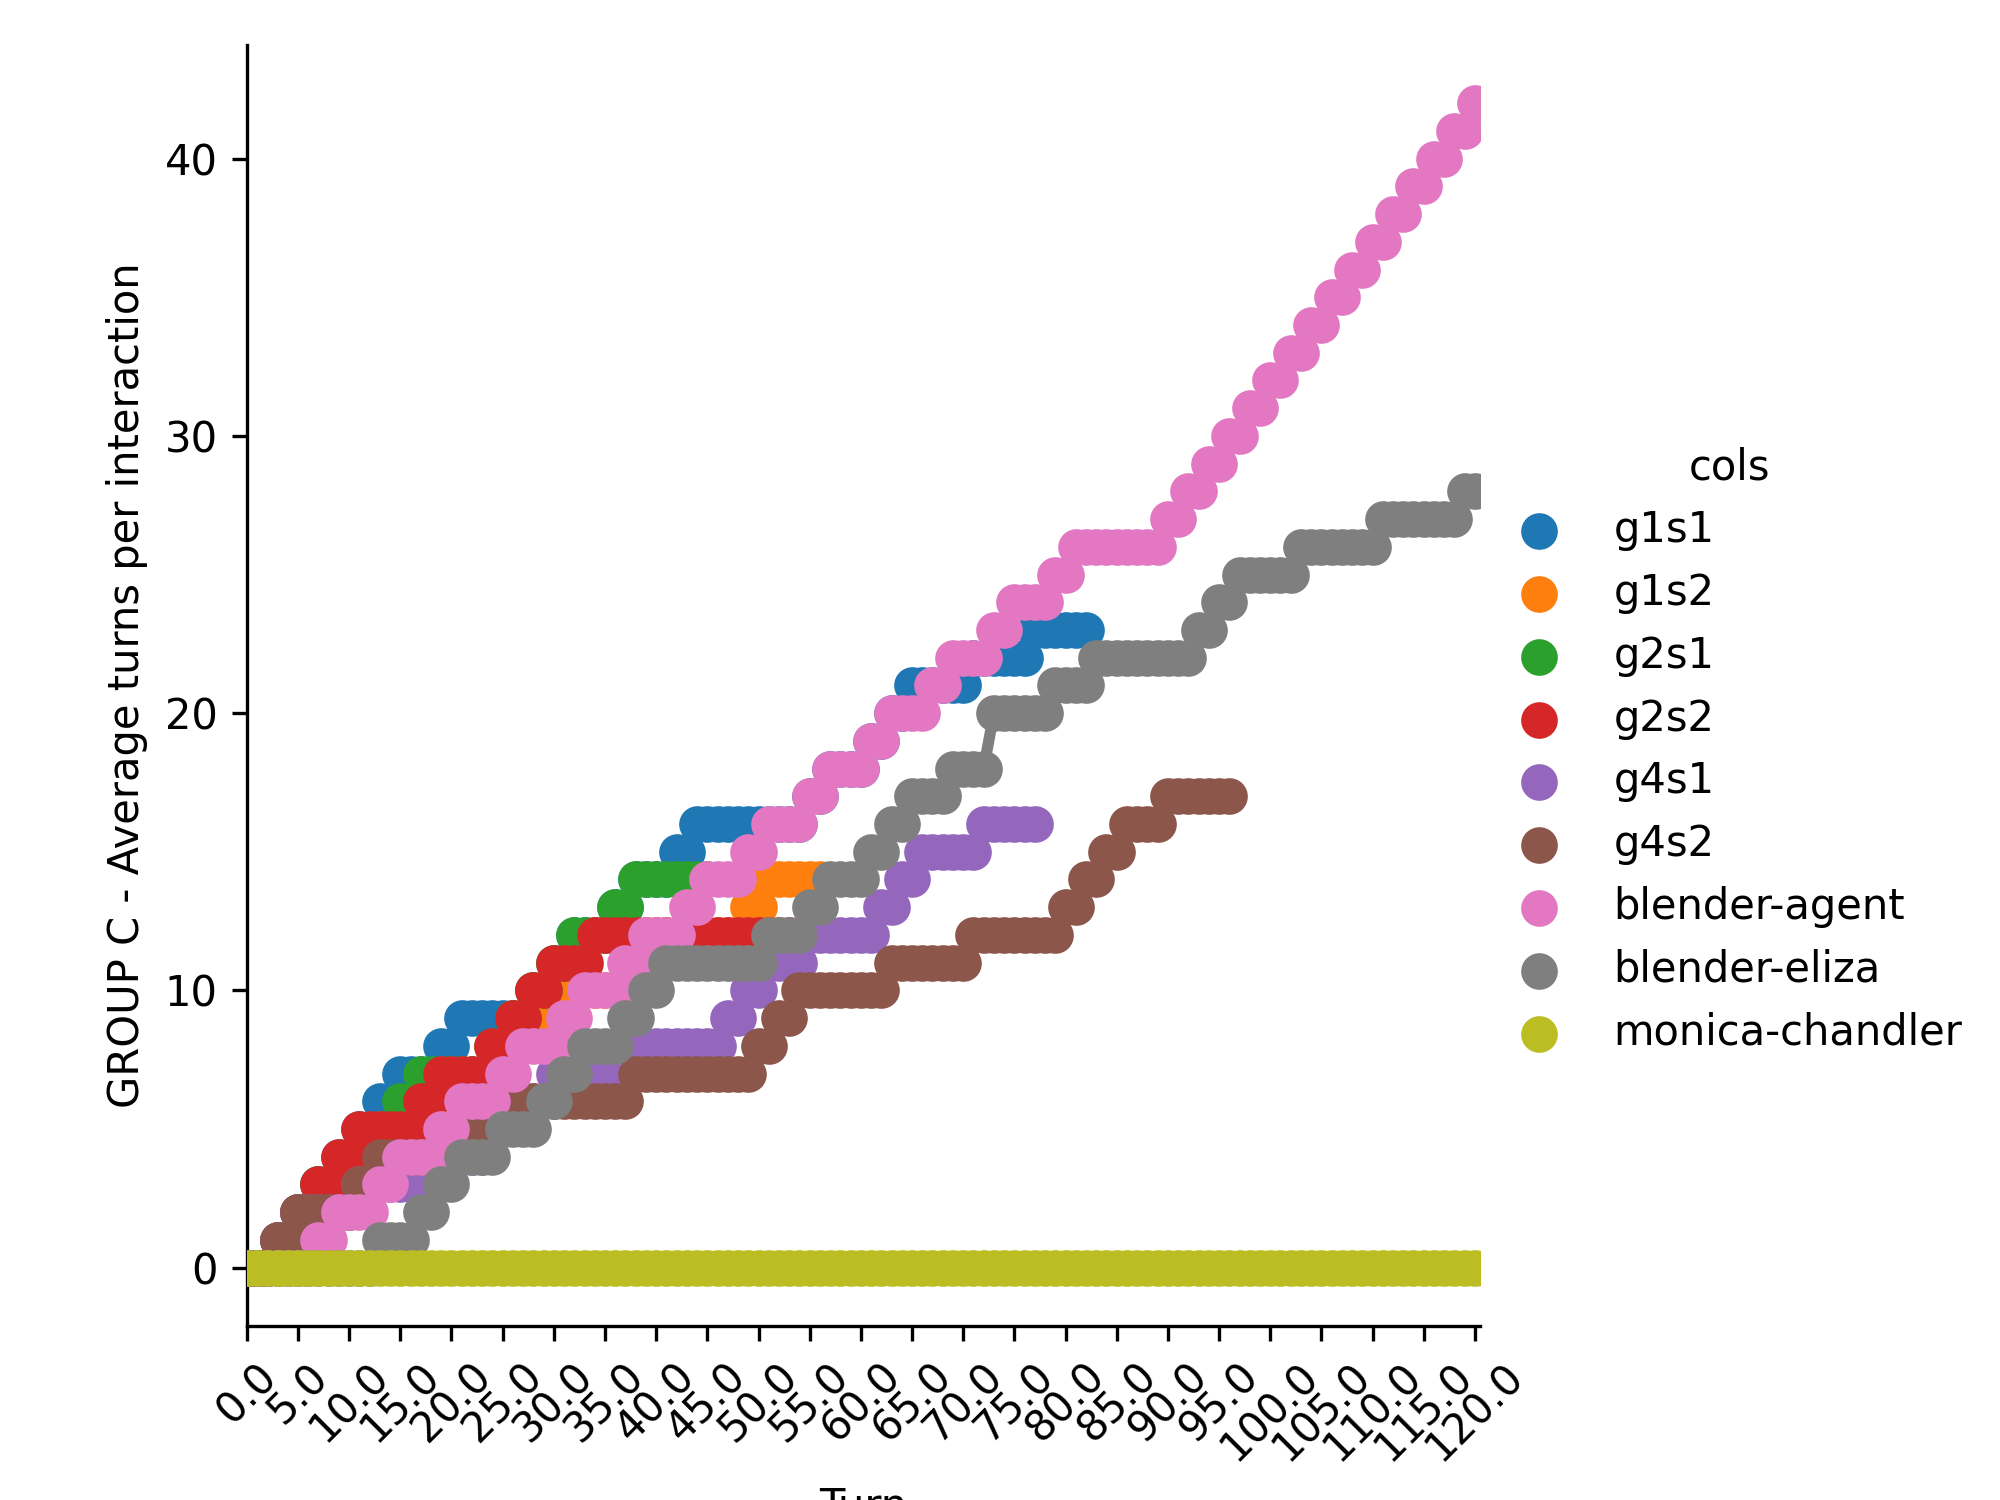 GROUP C - Average turns per interaction
40
30
20
10
0
0.0
5.0
10.0
15.0
20.0
25.0
30.0
35.0
40.0
45.0
50.0
55.0
60.0
65.0
70.0
75.0
80.0
85.0
90.0
95.0
100.0
105.0
110.0
115.0
120.0
Turn
cols
g1s1
g1s2
g2s1
g2s2
g4s1
g4s2
blender-agent
blender-eliza
monica-chandler